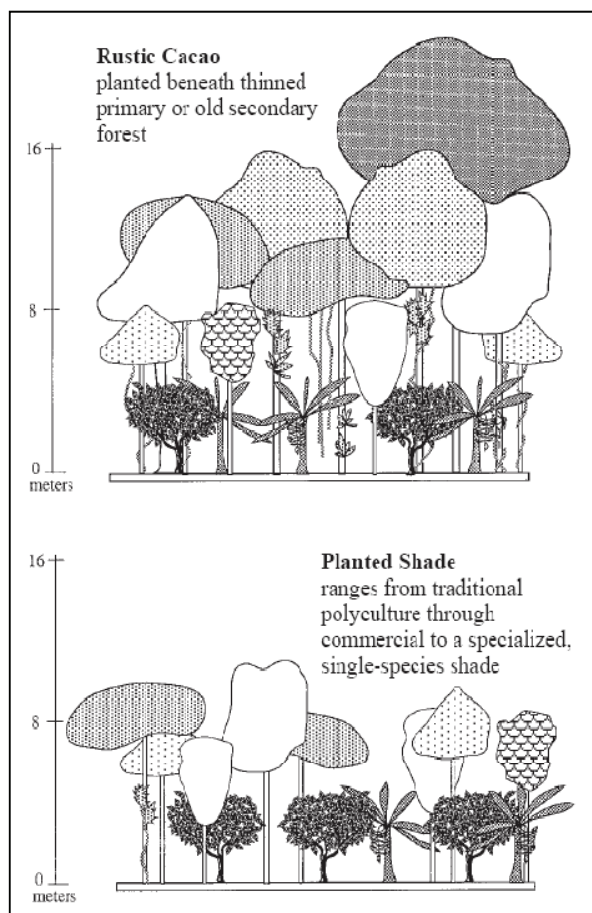 Rustic Cacao
planted beneath thinned
primary or old secondary
forest
16
8
0
meters
Planted Shade
ranges from traditional
polyculture through
commercial to a specialized,
single-species shade
16
8
0
meters